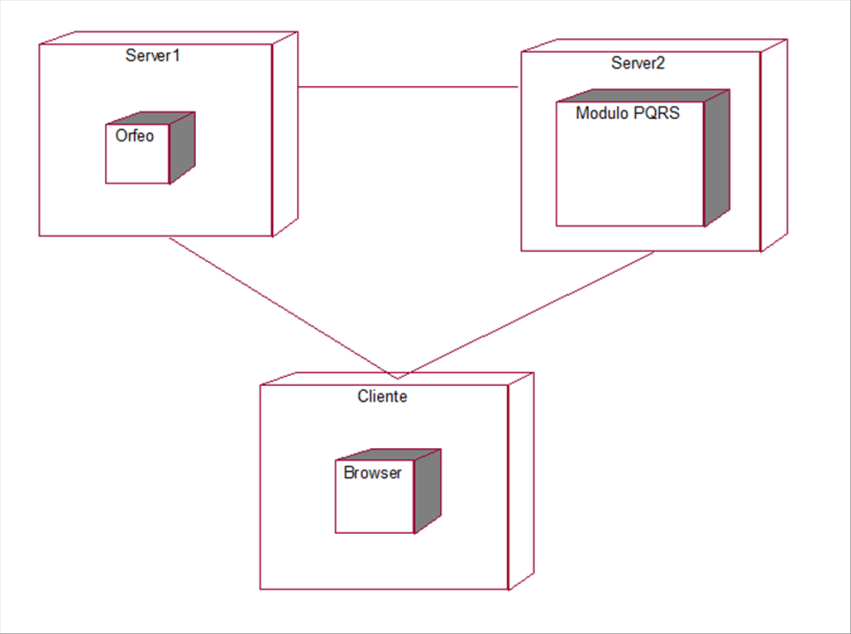 Server1
Orfeo
Server2
Modulo PQRS
Cliente
Browser